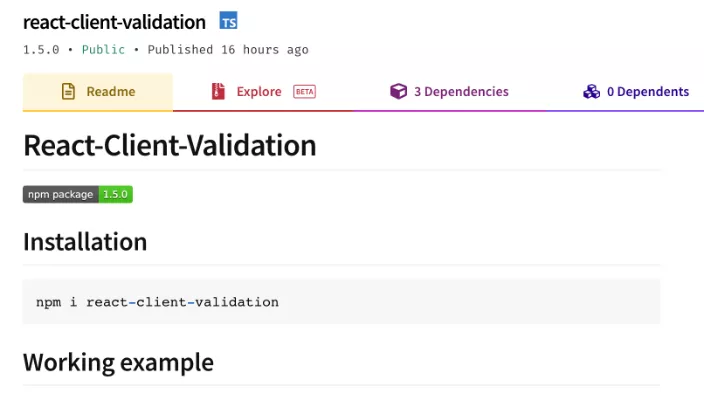 react-client-validation TS
1.5.0 • Public • Published 16 hours ago
Readme Explore BETA 3 Dependencies 0 Dependents
React-Client-Validation
npm package 1.5.0
Installation
npm i react-client-validation
Working example